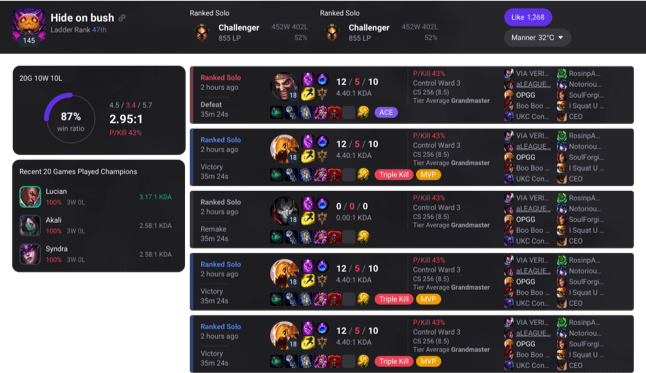 Hide on bush
145
Ladder Rank 47th
Ranked Solo
Challenger
855 LP
452W 402L
52%
Ranked Solo
Challenger
855 LP
452W 402L
52%
Like 1,268
Manner 32°C
20G 10W 10L
87%
win ratio
4.5 / 3.4 / 5.7
2.95:1
P/Kill 43%
Recent 20 Games Played Champions
Lucian
100% 3W 0L
3.17:1 KDA
Akali
100% 3W 0L
2.58:1 KDA
Syndra
100% 3W 0L
2.58:1 KDA
Ranked Solo
2 hours ago
Defeat
35m 24s
18
12 / 5 / 10
4.40:1 KDA
ACE
P/Kill 43%
Control Ward 3
CS 256 (8.5)
Tier Average Grandmaster
VIA VERI...
aLEAGUE...
OPGG
Boo Boo ...
UKC Con...
RosinpA...
Notoriou...
SoulForgi...
I Squat U ...
CEO
Ranked Solo
2 hours ago
Victory
35m 24s
18
12 / 5 / 10
4.40:1 KDA
Triple Kill
MVP
P/Kill 43%
Control Ward 3
CS 256 (8.5)
Tier Average Grandmaster
VIA VERI...
aLEAGUE...
OPGG
Boo Boo ...
UKC Con...
RosinpA...
Notoriou...
SoulForgi...
I Squat U ...
CEO
Ranked Solo
2 hours ago
Remake
35m 24s
18
0 / 0 / 0
0.00:1 KDA
P/Kill 43%
Control Ward 3
CS 256 (8.5)
Tier Average Grandmaster
VIA VERI...
aLEAGUE...
OPGG
Boo Boo ...
UKC Con...
RosinpA...
Notoriou...
SoulForgi...
I Squat U ...
CEO
Ranked Solo
2 hours ago
Victory
35m 24s
18
12 / 5 / 10
4.40:1 KDA
Triple Kill
MVP
P/Kill 43%
Control Ward 3
CS 256 (8.5)
Tier Average Grandmaster
VIA VERI...
aLEAGUE...
OPGG
Boo Boo ...
UKC Con...
RosinpA...
Notoriou...
SoulForgi...
I Squat U ...
CEO
Ranked Solo
2 hours ago
Victory
35m 24s
18
12 / 5 / 10
4.40:1 KDA
Triple Kill
MVP
P/Kill 43%
Control Ward 3
CS 256 (8.5)
Tier Average Grandmaster
VIA VERI...
aLEAGUE...
OPGG
Boo Boo ...
UKC Con...
RosinpA...
Notoriou...
SoulForgi...
I Squat U ...
CEO